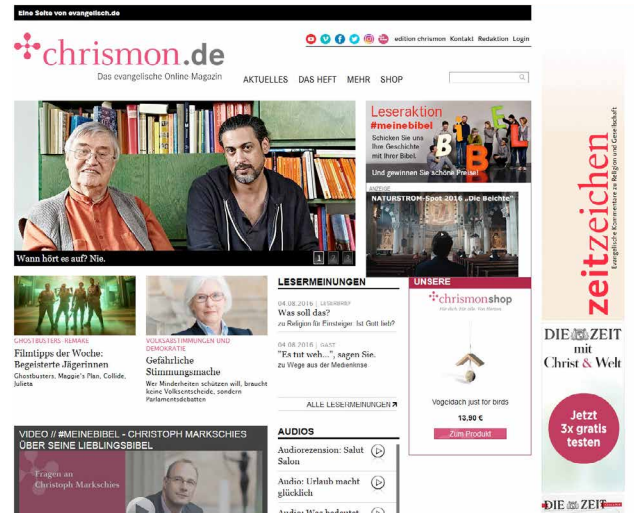 Eine Seite von evangelisch.de
chrismon.de
Das evangelische Online-Magazin
edition chrismon Kontakt Redaktion Login
AKTUELLES DAS HEFT MEHR SHOP
Wann hört es auf? Nie.
1 2 3
Leseraktion
#meinebibel
Schicken Sie uns
Ihre Geschichte
mit Ihrer Bibel.
BIBEL
Und gewinnen Sie schöne Preise!
ANZEIGE
NATURSTROM-Spot 2016 „Die Beichte"
GHOSTBUSTERS-REMAKE
Filmtipps der Woche:
Begeisterte Jägerinnen
Ghostbusters, Maggie's Plan, Collide,
Julieta
VOLKSABSTIMMUNGEN UND
DEMOKRATIE
Gefährliche
Stimmungsmache
Wer Minderheiten schützen will, braucht
keine Volksentscheide, sondern
Parlamentsdebatten
LESERMEINUNGEN
04.08.2016 | LESERBRIEF
Was soll das?
zu Religion für Einsteiger: Ist Gott lieb?
04.08.2016 | GAST
"Es tut weh...", sagen Sie.
zu Wege aus der Medienkrise
ALLE LESERMEINUNGEN
UNSERE
chrismonshop
Vogeldach just for birds
13,90 €
Zum Produkt
VIDEO // #MEINEBIBEL - CHRISTOPH MARKSCHIES
ÜBER SEINE LIEBLINGSBIBEL
Fragen an
Christoph Markschies
AUDIOS
Audiorezension: Salut
Salon
Audio: Urlaub macht
glücklich
Audio: Was bedeutet
zeitzeichen
Evangelische Kommentare zu Religion und Gesellschaft
DIE ZEIT
mit
Christ & Welt
Jetzt
3x gratis
testen
DIE ZEIT